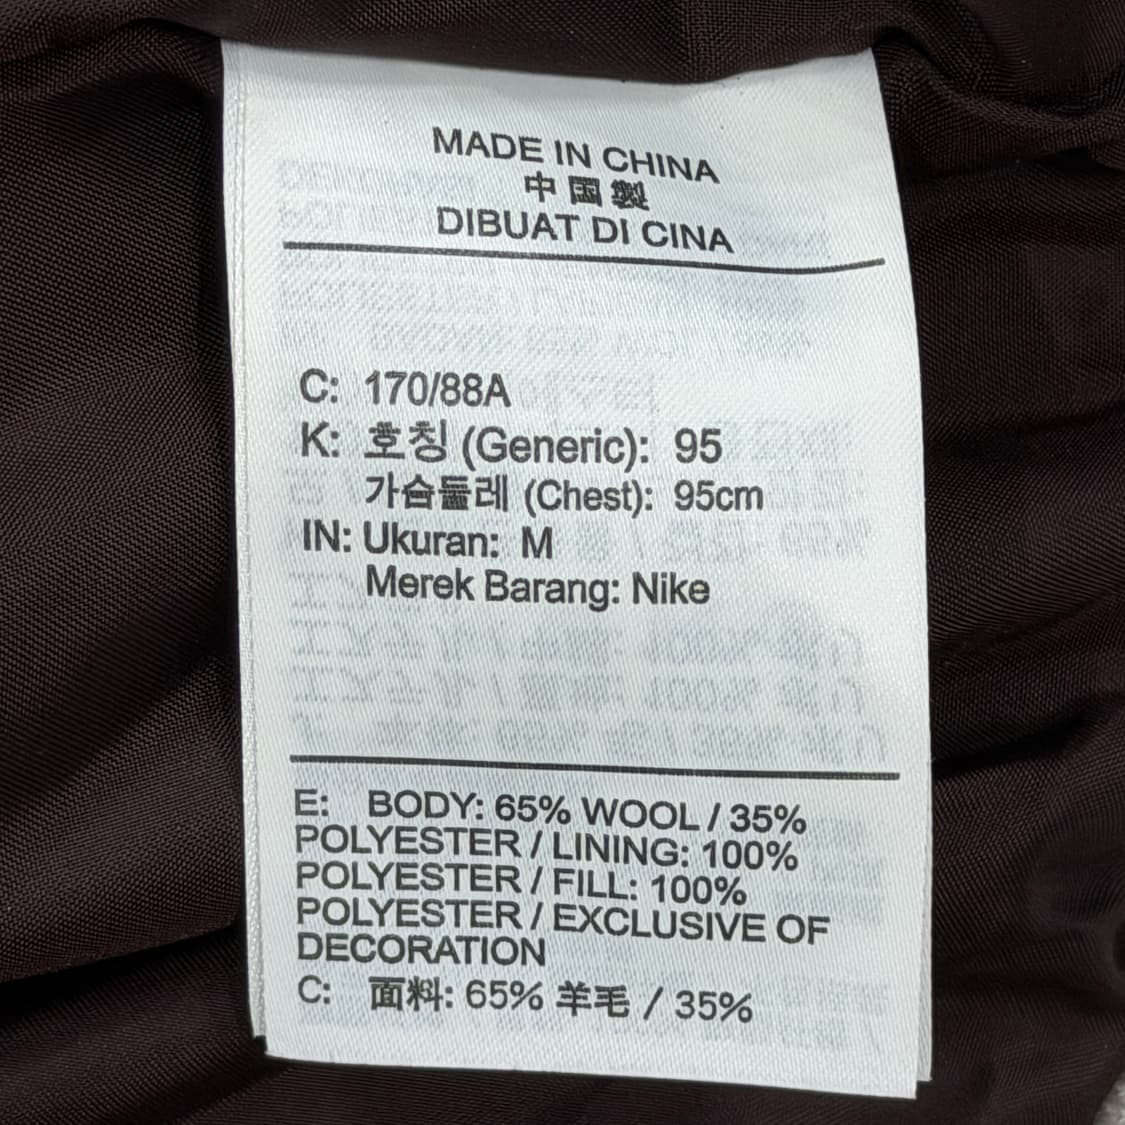 MADE IN CHINA
中国製
DIBUAT DI CINA
C: 170/88A
K: 호칭 (Generic): 95
가슴둘레 (Chest): 95cm
IN: Ukuran: M
Merek Barang: Nike
E: BODY: 65% WOOL / 35%
POLYESTER / LINING: 100%
POLYESTER / FILL: 100%
POLYESTER / EXCLUSIVE OF
DECORATION
C: 面料: 65% 羊毛 / 35%